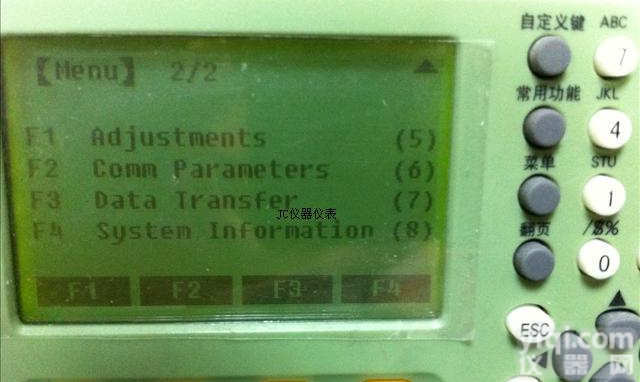 【Menu】 2/2
F1 Adjustments (5)
F2 Comm Parameters (6)
F3 Data Transfer (7)
F4 System Information (8)
F1 F2 F3 F4
JC仪器仪表
自定义键 ABC
7
常用功能 JKL
4
菜单 STU
1
翻页 /$%
0
ESC
yiqi.com
仪器网